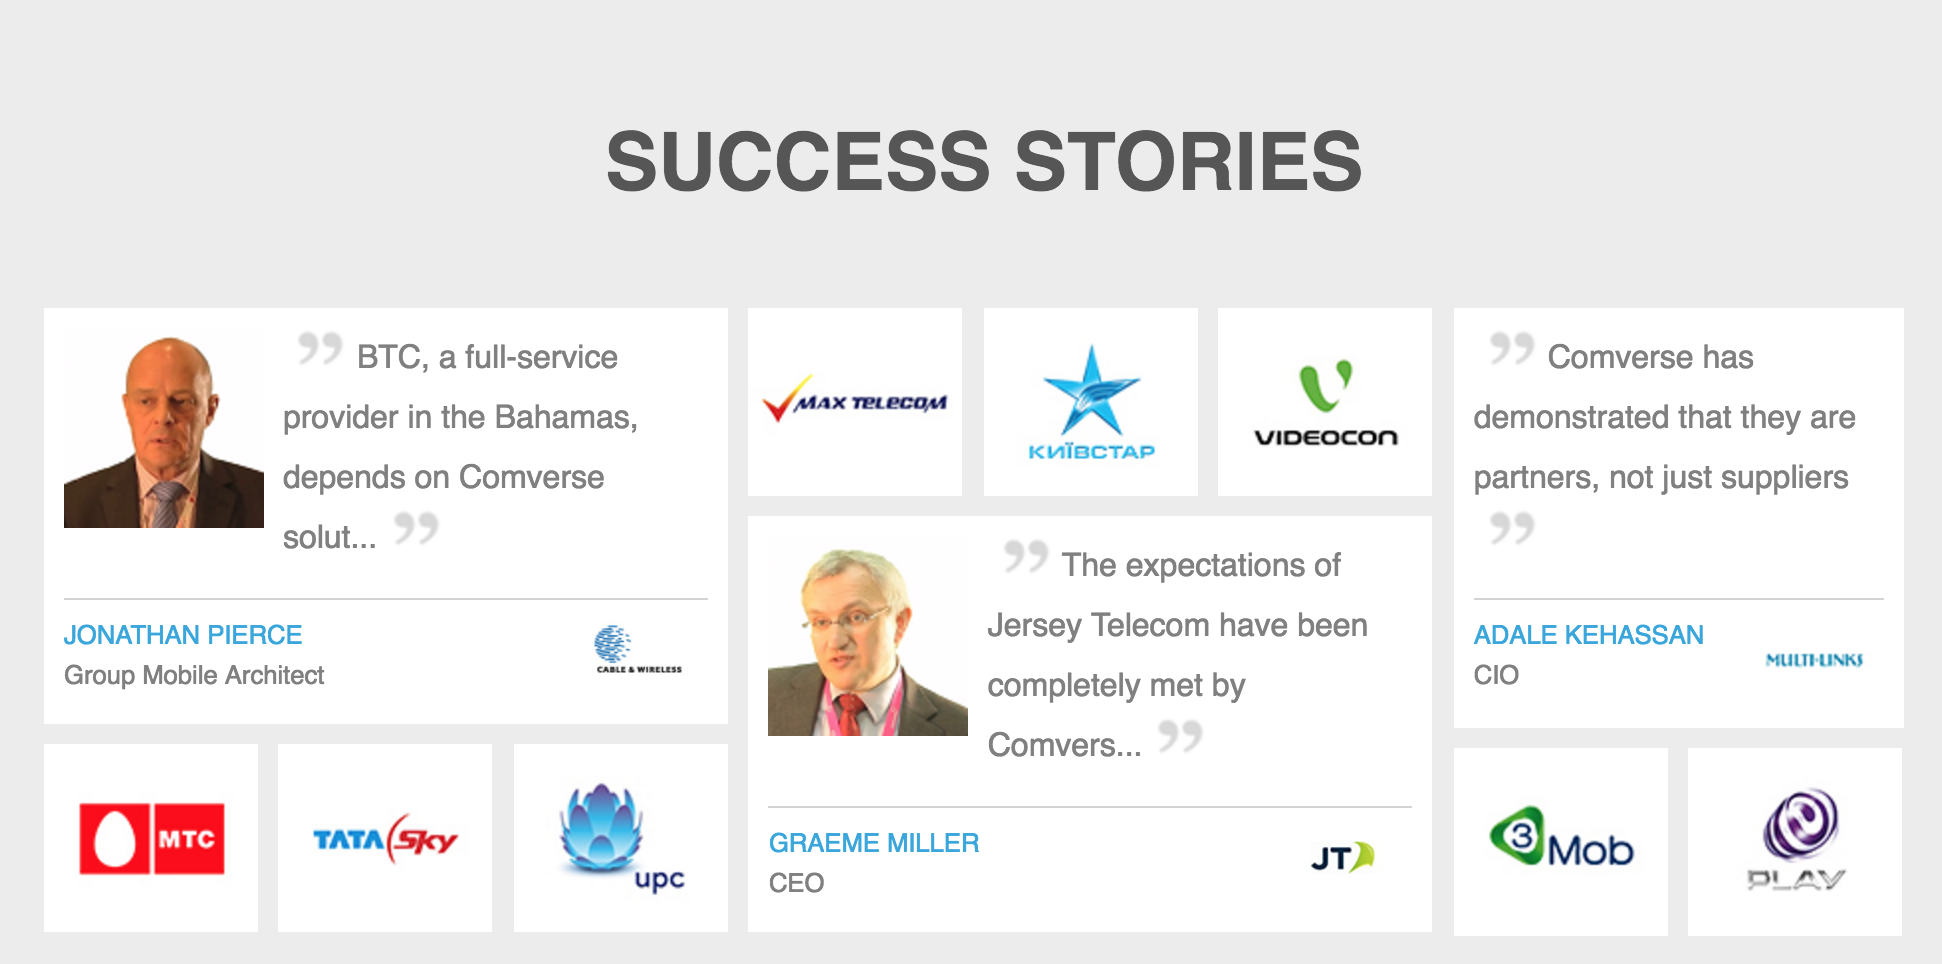 SUCCESS STORIES
” BTC, a full-service
provider in the Bahamas,
depends on Comverse
solut... ”
JONATHAN PIERCE
Group Mobile Architect
CABLE & WIRELESS
MTC
TATA Sky
upc
MAX TELECOM
КИЇВСТАР
VIDEOCON
” The expectations of
Jersey Telecom have been
completely met by
Comvers... ”
GRAEME MILLER
CEO
JT
” Comverse has
demonstrated that they are
partners, not just suppliers
”
ADALE KEHASSAN
CIO
MULTI-LINKS
3Mob
PLAY